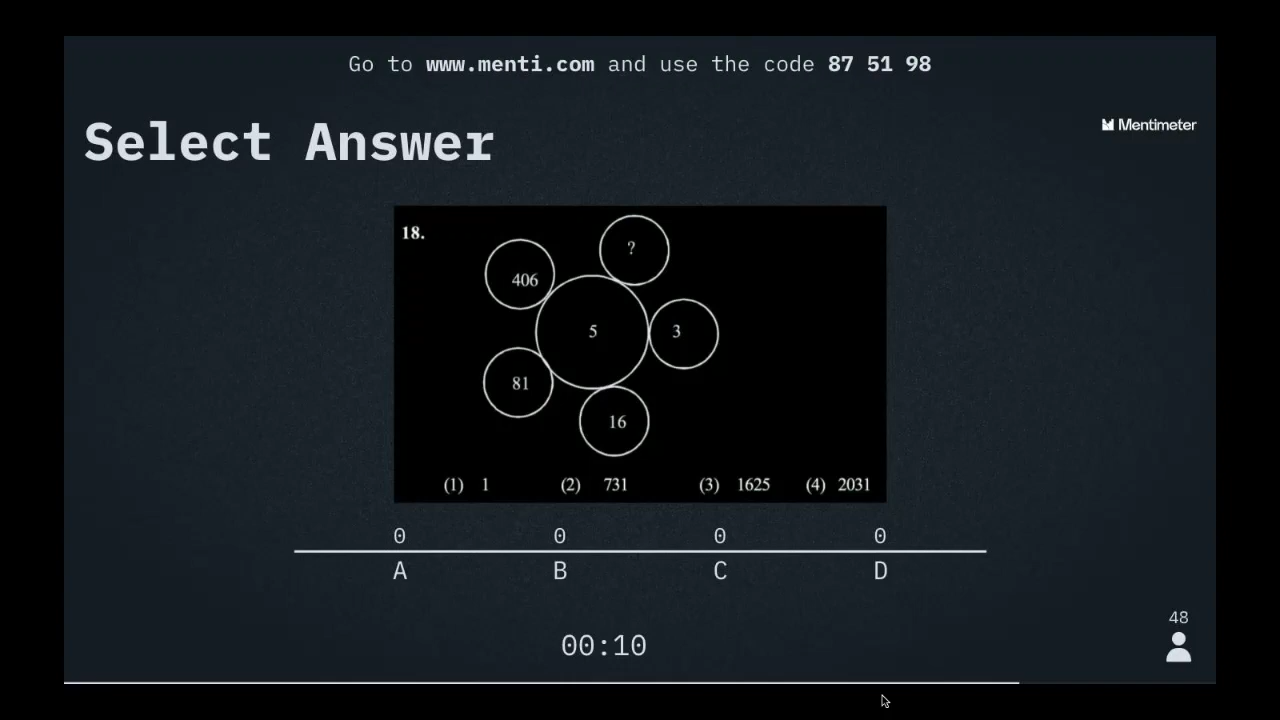 Go to www.menti.com and use the code 87 51 98
Mentimeter
Select Answer
18.
?
406
5
3
81
16
(1) 1 (2) 731 (3) 1625 (4) 2031
0 0 0 0
A B C D
48
00:10